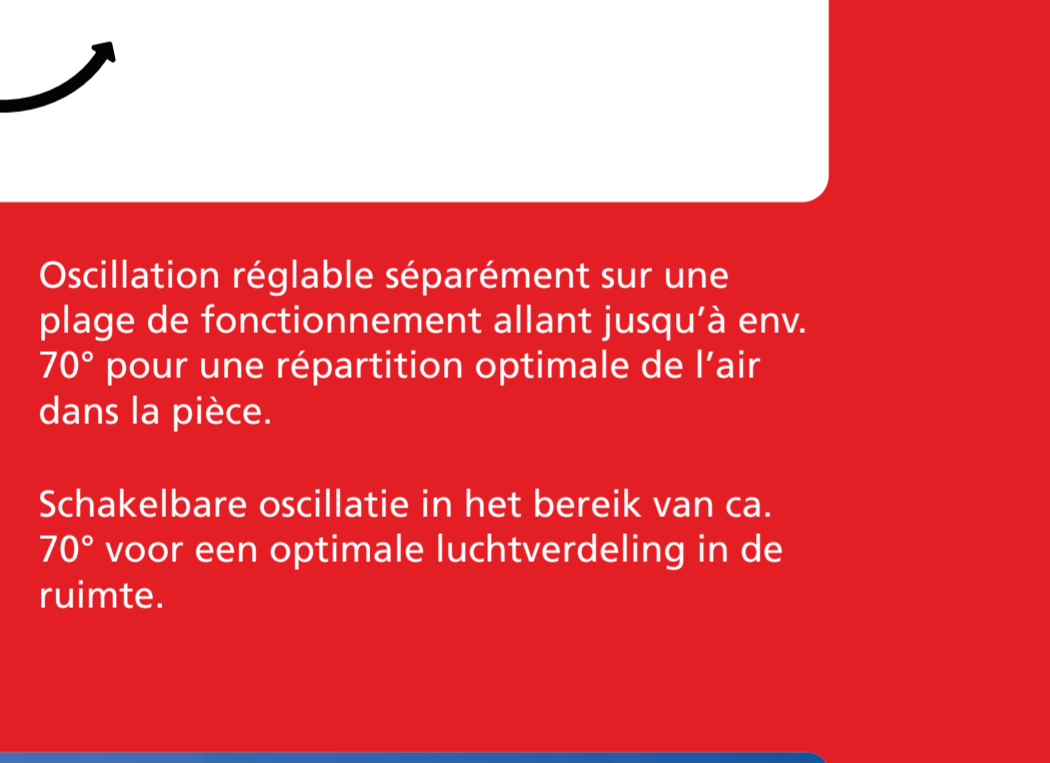 Oscillation réglable séparément sur une
plage de fonctionnement allant jusqu’à env.
70° pour une répartition optimale de l’air
dans la pièce.
Schakelbare oscillatie in het bereik van ca.
70° voor een optimale luchtverdeling in de
ruimte.